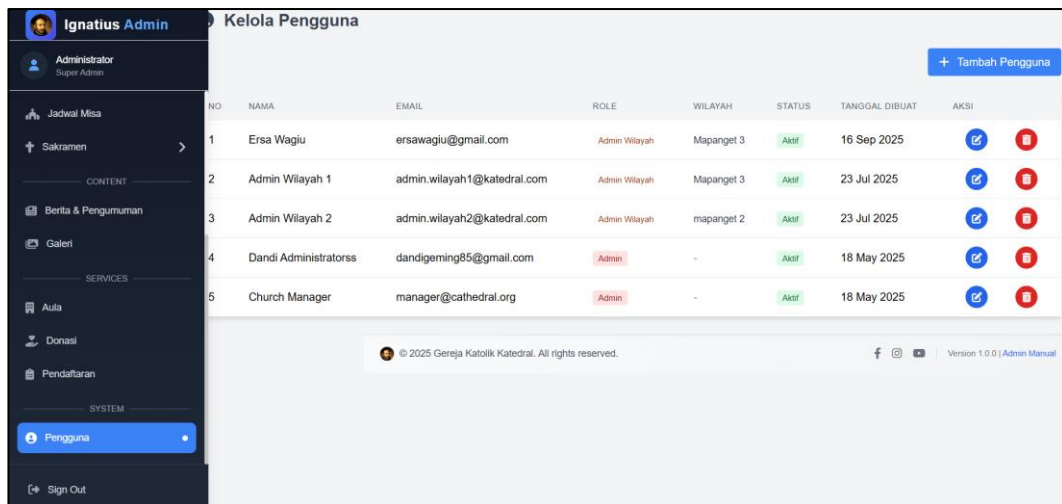 Ignatius Admin
Administrator
Super Admin
Jadwal Misa
Sakramen
CONTENT
Berita & Pengumuman
Galeri
SERVICES
Aula
Donasi
Pendaftaran
SYSTEM
Pengguna
Sign Out
Kelola Pengguna
+ Tambah Pengguna
NO NAMA EMAIL ROLE WILAYAH STATUS TANGGAL DIBUAT AKSI
1 Ersa Wagiu ersawagiu@gmail.com Admin Wilayah Mapanget 3 Aktif 16 Sep 2025
2 Admin Wilayah 1 admin.wilayah1@katedral.com Admin Wilayah Mapanget 3 Aktif 23 Jul 2025
3 Admin Wilayah 2 admin.wilayah2@katedral.com Admin Wilayah mapanget 2 Aktif 23 Jul 2025
4 Dandi Administratorss dandigeming85@gmail.com Admin - Aktif 18 May 2025
5 Church Manager manager@cathedral.org Admin - Aktif 18 May 2025
© 2025 Gereja Katolik Katedral. All rights reserved.
Version 1.0.0 | Admin Manual